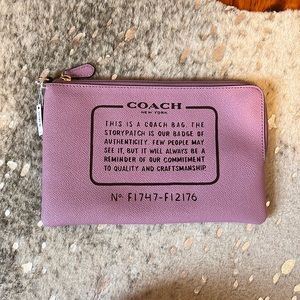 COACH
NEW YORK
THIS IS A COACH BAG. THE
STORYPATCH IS OUR BADGE OF
AUTHENTICITY. FEW PEOPLE MAY
SEE IT, BUT IT WILL ALWAYS BE A
REMINDER OF OUR COMMITMENT
TO QUALITY AND CRAFTSMANSHIP
No F1747-F12176